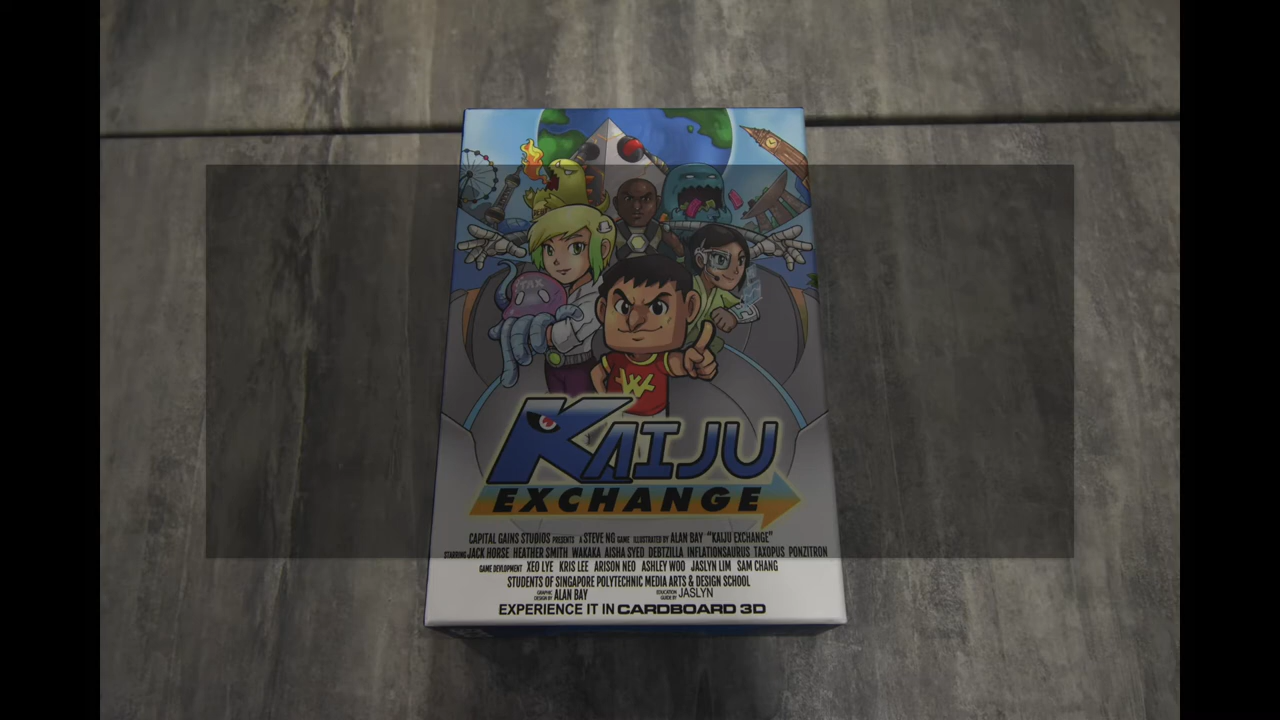 TAX
KAIJU
EXCHANGE
CAPITAL GAINS STUDIOS PRESENTS A STEVE NG GAME ILLUSTRATED BY ALAN BAY "KAIJU EXCHANGE"
STARRING JACK HORSE HEATHER SMITH WAKAKA AISHA SYED DEBTZILLA INFLATIONSAURUS TAXOPUS PONZITRON
GAME DEVLOPMENT XEO LYE KRIS LEE ARISON NEO ASHLEY WOO JASLYN LIM SAM CHANG
STUDENTS OF SINGAPORE POLYTECHNIC MEDIA ARTS & DESIGN SCHOOL
GRAPHIC DESIGN BY ALAN BAY EDUCATION GUIDE BY JASLYN
EXPERIENCE IT IN CARDBOARD 3D